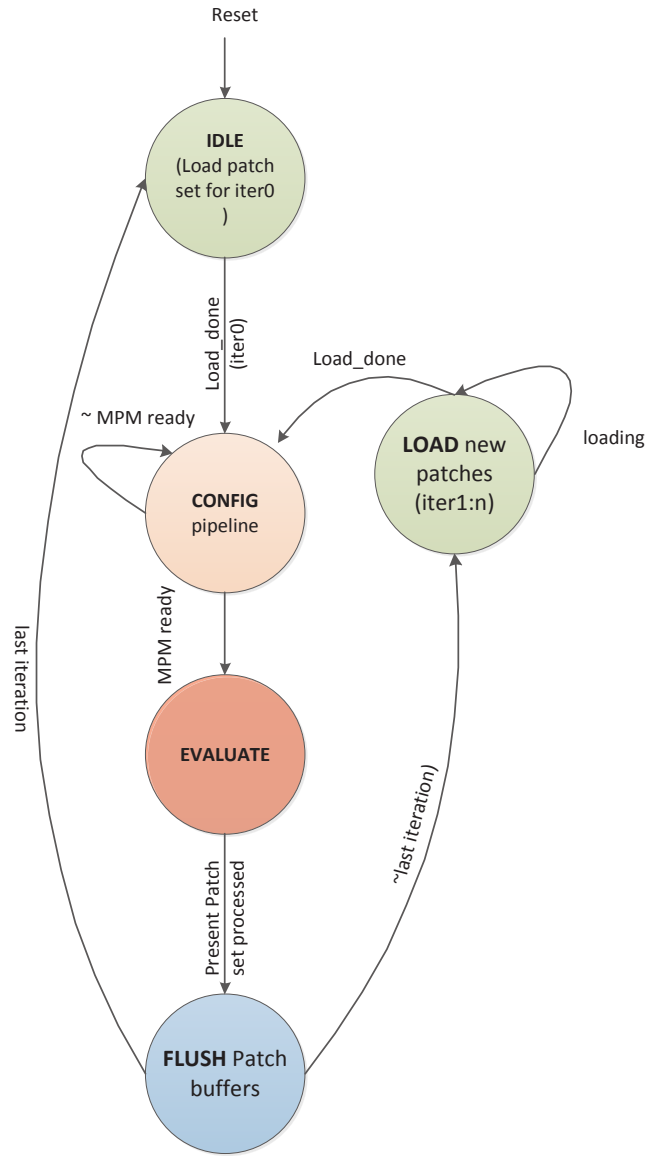 Reset
IDLE
(Load patch
set for iter0
)
Load_done
(iter0)
Load_done
~ MPM ready
loading
LOAD new
patches
(iter1:n)
CONFIG
pipeline
MPM ready
last iteration
EVALUATE
~last iteration)
Present Patch
set processed
FLUSH Patch
buffers